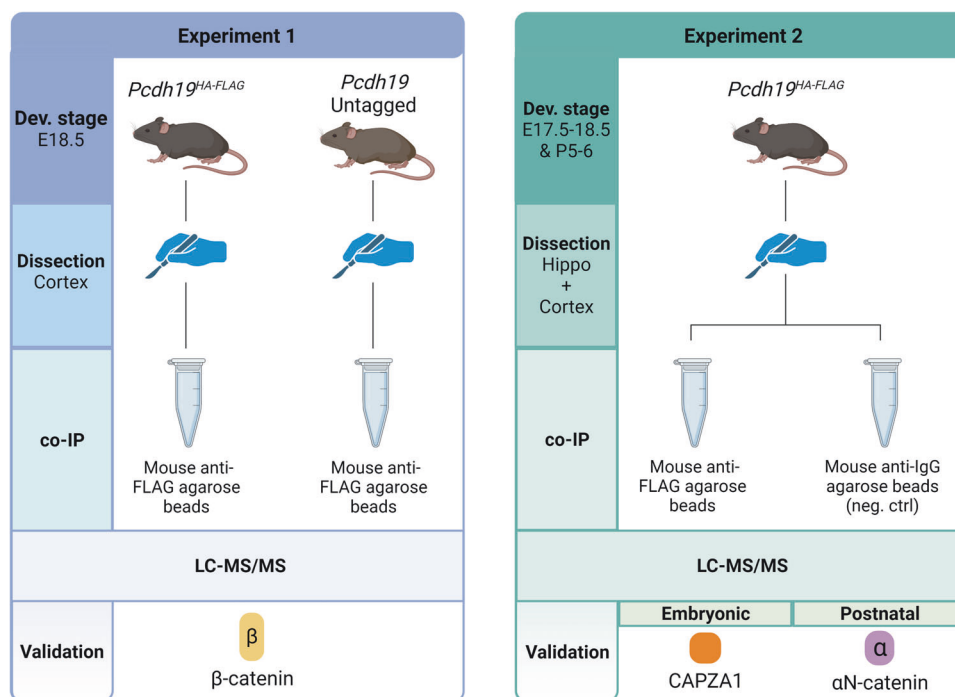 Experiment 1
Dev. stage
E18.5
Pcdh19HA-FLAG
Pcdh19
Untagged
Dissection
Cortex
co-IP
Mouse anti-
FLAG agarose
beads
Mouse anti-
FLAG agarose
beads
LC-MS/MS
Validation
β
β-catenin
Experiment 2
Dev. stage
E17.5-18.5
& P5-6
Pcdh19HA-FLAG
Dissection
Hippo
+
Cortex
co-IP
Mouse anti-
FLAG agarose
beads
Mouse anti-IgG
agarose beads
(neg. ctrl)
LC-MS/MS
Validation
Embryonic
Postnatal
CAPZA1
α
αN-catenin